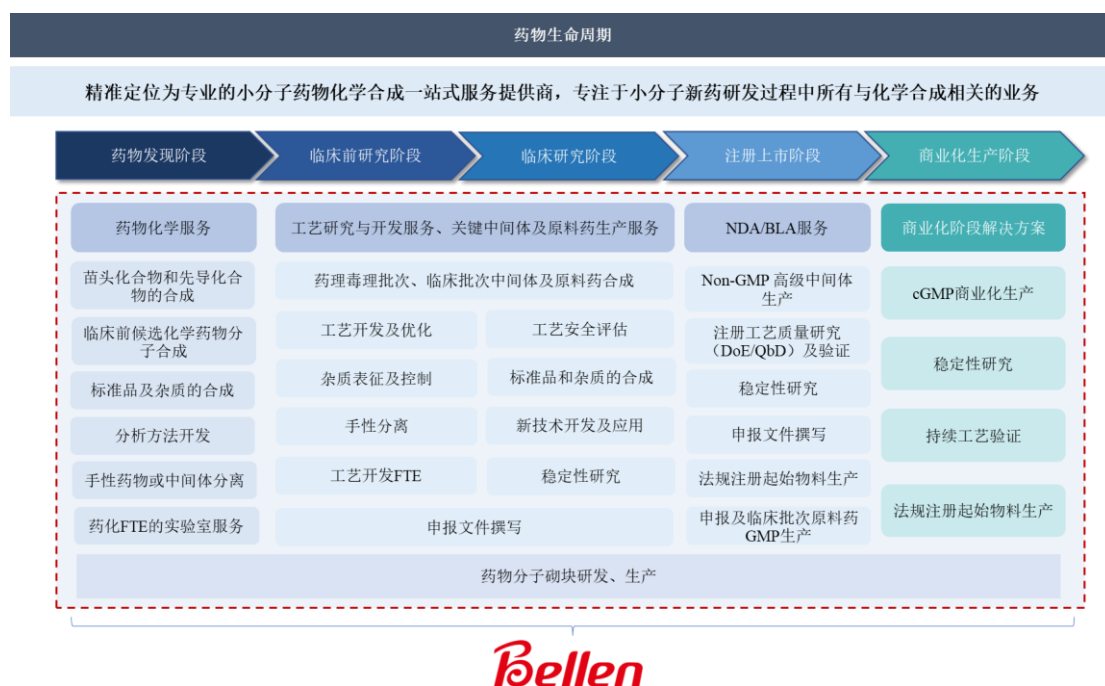 药物生命周期
精准定位为专业的小分子药物化学合成一站式服务提供商，专注于小分子新药研发过程中所有与化学合成相关的业务
药物发现阶段
临床前研究阶段
临床研究阶段
注册上市阶段
商业化生产阶段
药物化学服务
苗头化合物和先导化合
物的合成
临床前候选化学药物分
子合成
标准品及杂质的合成
分析方法开发
手性药物或中间体分离
药化FTE的实验室服务
工艺研究与开发服务、关键中间体及原料药生产服务
药理毒理批次、临床批次中间体及原料药合成
工艺开发及优化
工艺安全评估
杂质表征及控制
标准品和杂质的合成
手性分离
新技术开发及应用
工艺开发FTE
稳定性研究
申报文件撰写
NDA/BLA服务
Non-GMP 高级中间体
生产
注册工艺质量研究
（DoE/QbD）及验证
稳定性研究
申报文件撰写
法规注册起始物料生产
申报及临床批次原料药
GMP生产
商业化阶段解决方案
cGMP商业化生产
稳定性研究
持续工艺验证
法规注册起始物料生产
药物分子砌块研发、生产
Bellen